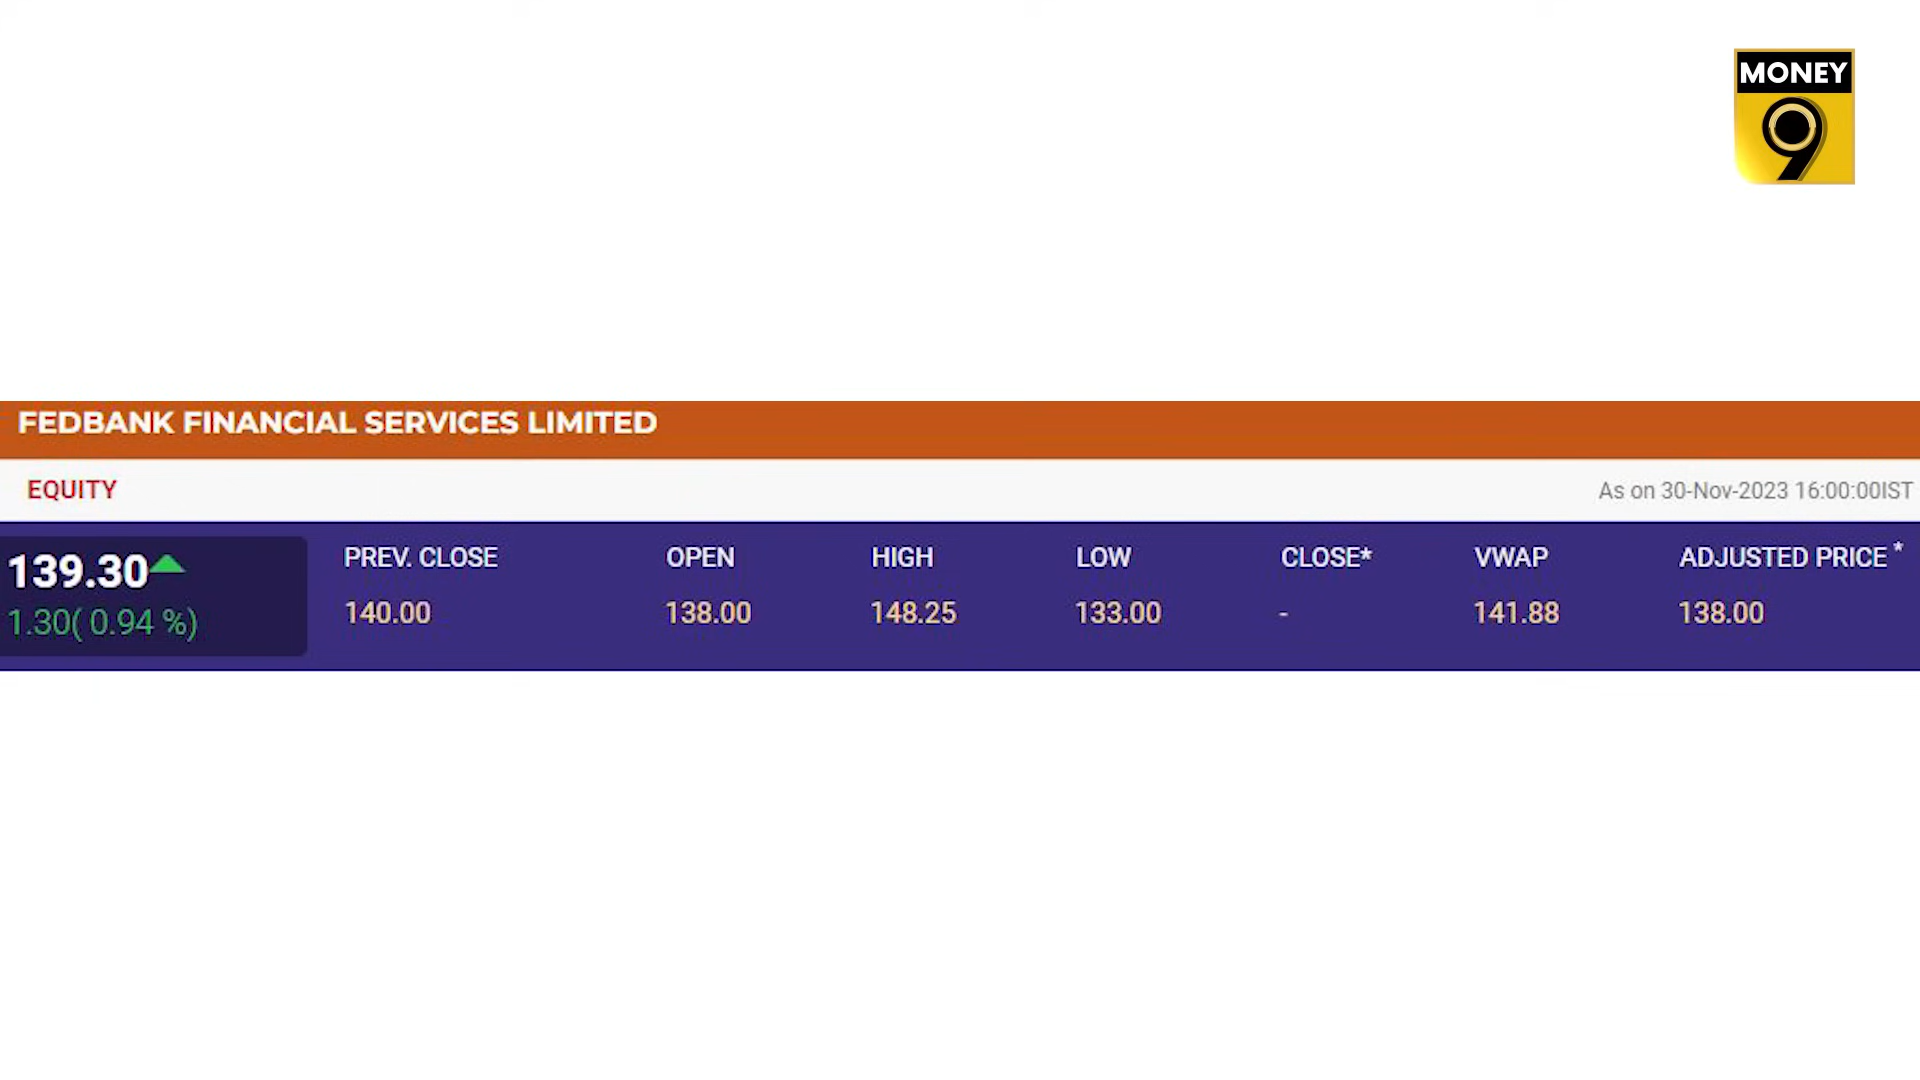 MONEY
9
FEDBANK FINANCIAL SERVICES LIMITED
EQUITY
As on 30-Nov-2023 16:00:00IST
139.30
1.30( 0.94 %)
PREV. CLOSE OPEN HIGH LOW CLOSE* VWAP ADJUSTED PRICE *
140.00 138.00 148.25 133.00 - 141.88 138.00